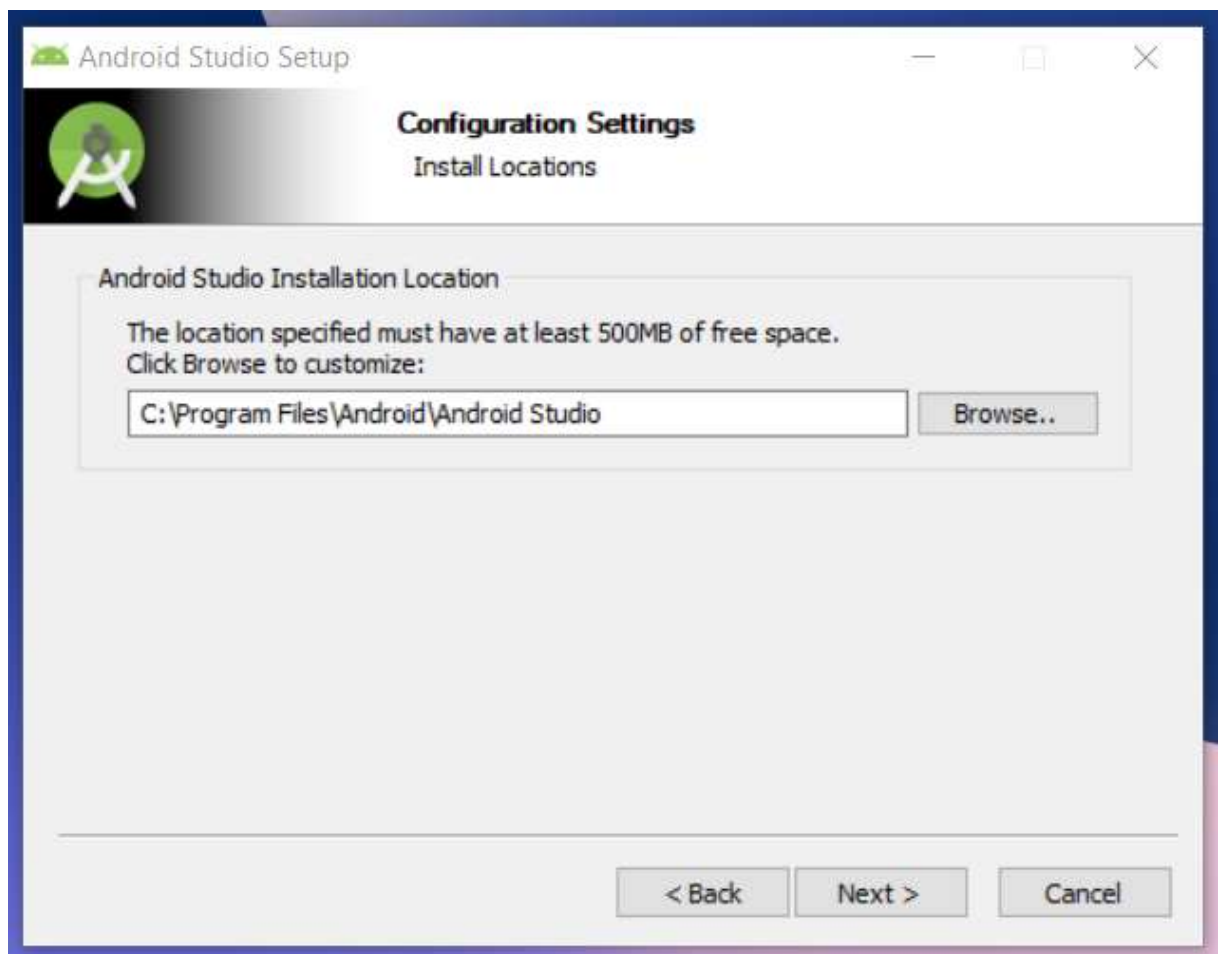 Android Studio Setup
Configuration Settings
Install Locations
Android Studio Installation Location
The location specified must have at least 500MB of free space.
Click Browse to customize:
C:\Program Files\Android\Android Studio
Browse..
< Back
Next >
Cancel